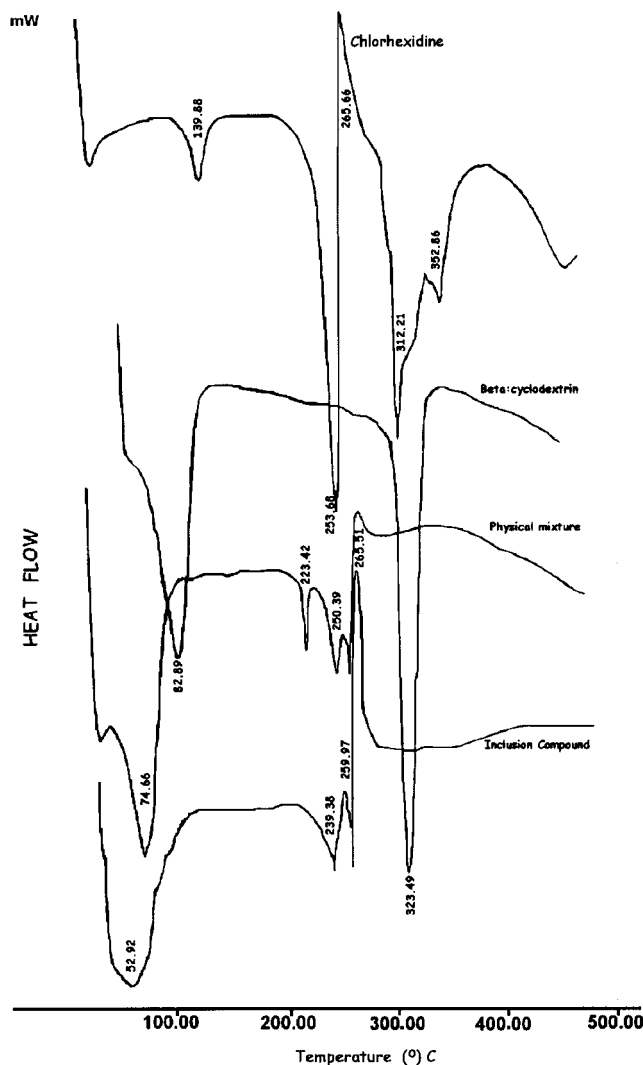 mW
Chlorhexidine
139.88
265.66
352.86
312.21
Beta:cyclodextrin
253.68
Physical mixture
265.51
223.42
250.39
HEAT FLOW
82.89
Inclusion Compound
259.97
74.66
239.38
323.49
52.92
100.00 200.00 300.00 400.00 500.00
Temperature (º) C